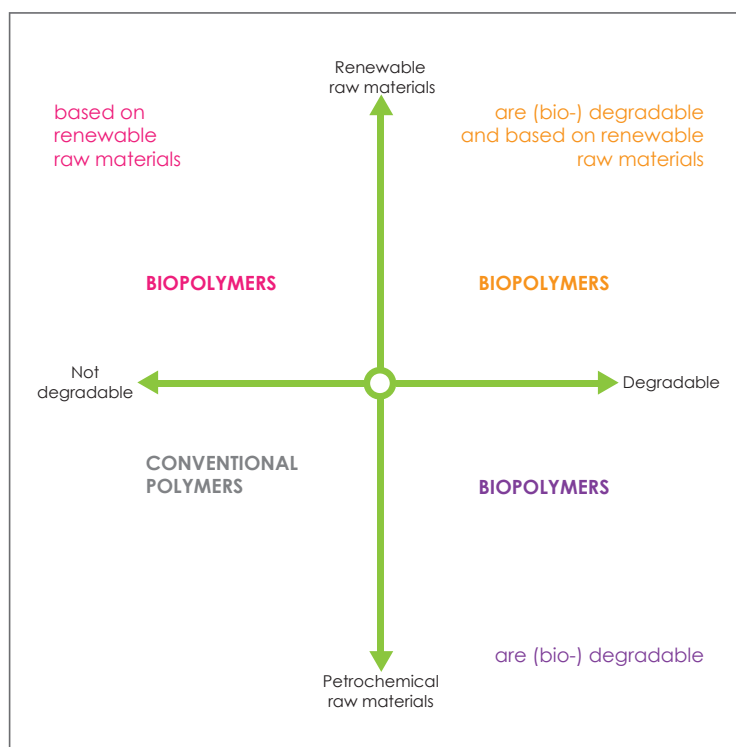 Renewable
raw materials
based on
renewable
raw materials
are (bio-) degradable
and based on renewable
raw materials
BIOPOLYMERS
BIOPOLYMERS
Not
degradable
Degradable
CONVENTIONAL
POLYMERS
BIOPOLYMERS
are (bio-) degradable
Petrochemical
raw materials